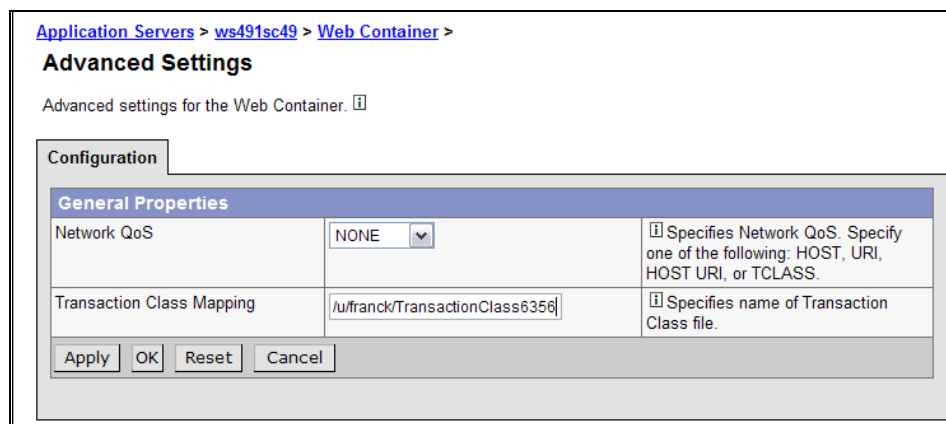 Application Servers > ws491sc49 > Web Container >
Advanced Settings
Advanced settings for the Web Container. i
Configuration
General Properties
Network QoS
NONE
i Specifies Network QoS. Specify
one of the following: HOST, URI,
HOST URI, or TCLASS.
Transaction Class Mapping
/u/franck/TransactionClass6356
i Specifies name of Transaction
Class file.
Apply OK Reset Cancel